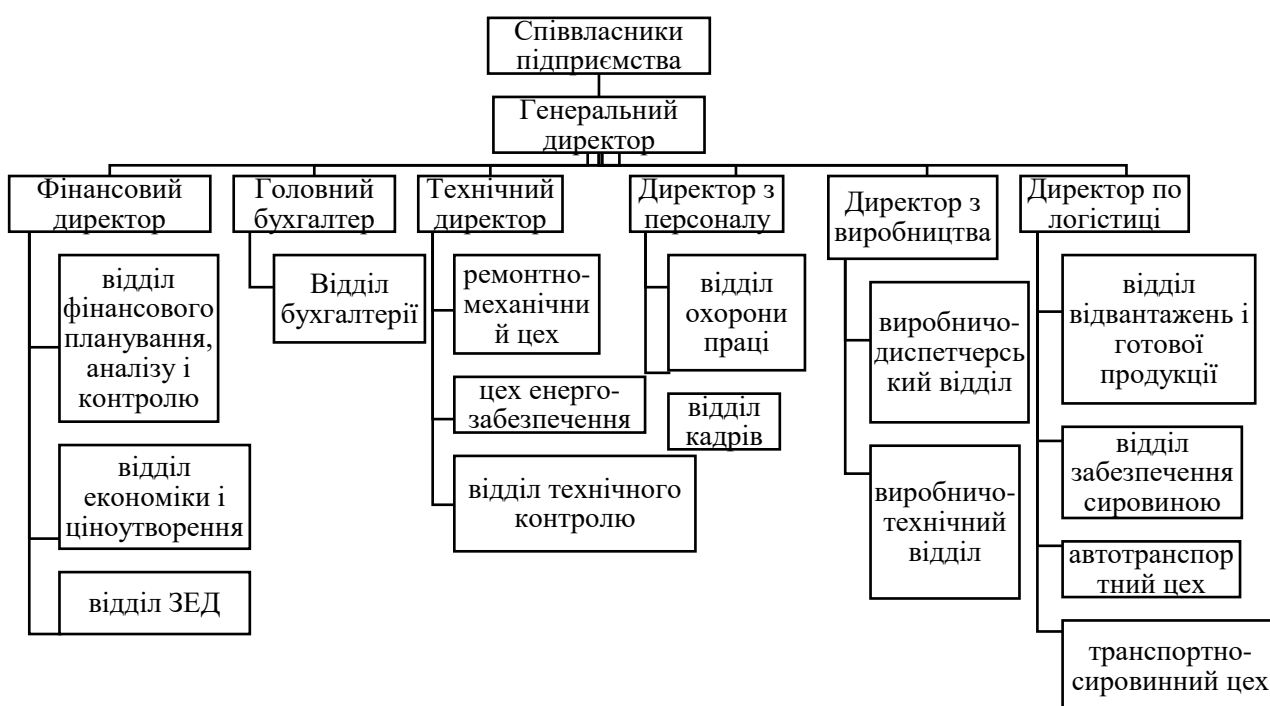 Співвласники
підприємства
Генеральний
директор
Фінансовий
директор
відділ
фінансового
планування,
аналізу і
контролю
відділ
економіки і
ціноутворення
відділ ЗЕД
Головний
бухгалтер
Відділ
бухгалтерії
Технічний
директор
ремонтно-
механічни
й цех
цех енерго-
забезпечення
відділ технічного
контролю
Директор з
персоналу
відділ
охорони
праці
відділ
кадрів
Директор з
виробництва
виробничо-
диспетчерсь
кий відділ
виробничо-
технічний
відділ
Директор по
логістиці
відділ
відвантажень і
готової
продукції
відділ
забезпечення
сировиною
автотранспор
тний цех
транспортно-
сировинний цех